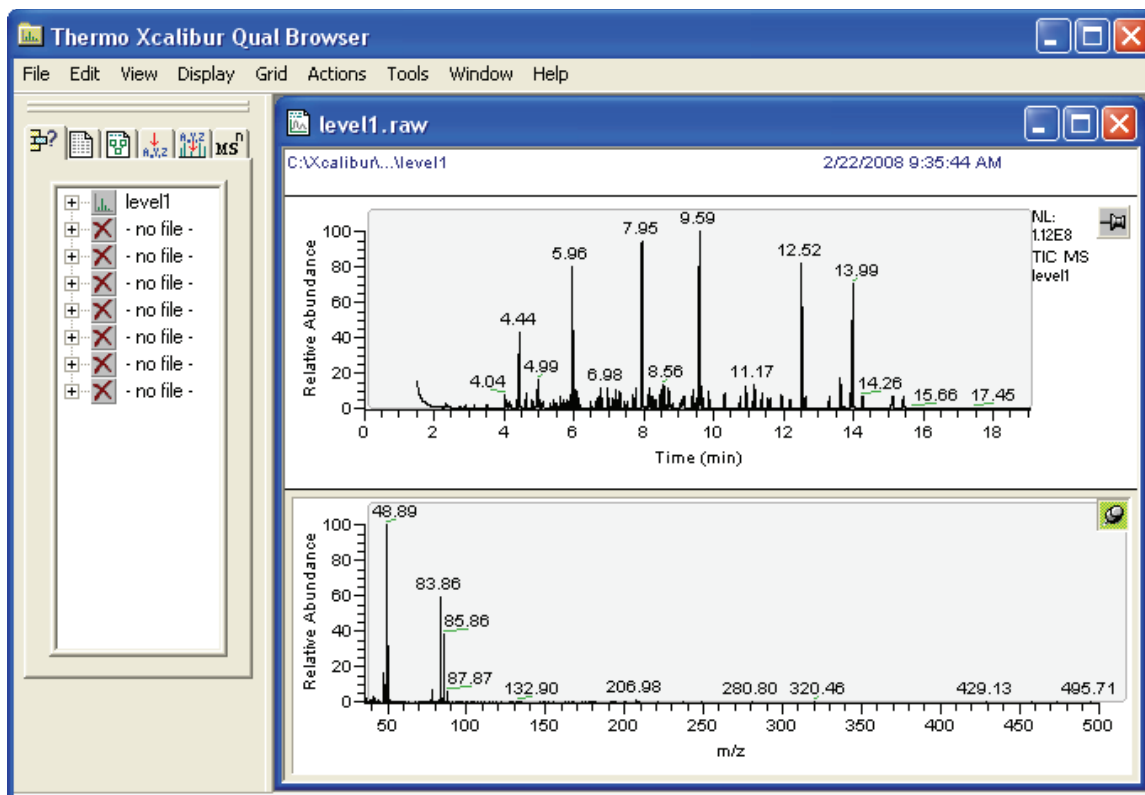 Thermo Xcalibur Qual Browser
File Edit View Display Grid Actions Tools Window Help
level1
- no file -
- no file -
- no file -
- no file -
- no file -
- no file -
- no file -
level1.raw
C:\Xcalibur\...\level1 2/22/2008 9:35:44 AM
NL:
1.12E8
TIC MS
level1
Relative Abundance
100
80
60
40
20
0
4.04 4.44 4.99 5.96 6.98 7.95 8.56 9.59 11.17 12.52 13.99 14.26 15.66 17.45
0 2 4 6 8 10 12 14 16 18
Time (min)
Relative Abundance
100
80
60
40
20
0
48.89 83.86 85.86 87.87 132.90 206.98 280.80 320.46 429.13 495.71
50 100 150 200 250 300 350 400 450 500
m/z